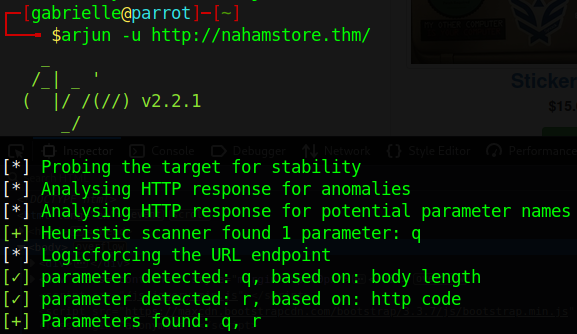 ┌─[gabrielle@parrot]─[~]
└──╼ $arjun -u http://nahamstore.thm/
    _
   /_| _ '
  (  |/ /(//) v2.2.1
      _/
Sticker
$15.
Inspector Console Debugger Network Style Editor Performance
[*] Probing the target for stability
[*] Analysing HTTP response for anomalies
[*] Analysing HTTP response for potential parameter names
[+] Heuristic scanner found 1 parameter: q
[*] Logicforcing the URL endpoint
[✓] parameter detected: q, based on: body length
[✓] parameter detected: r, based on: http code
[+] Parameters found: q, r